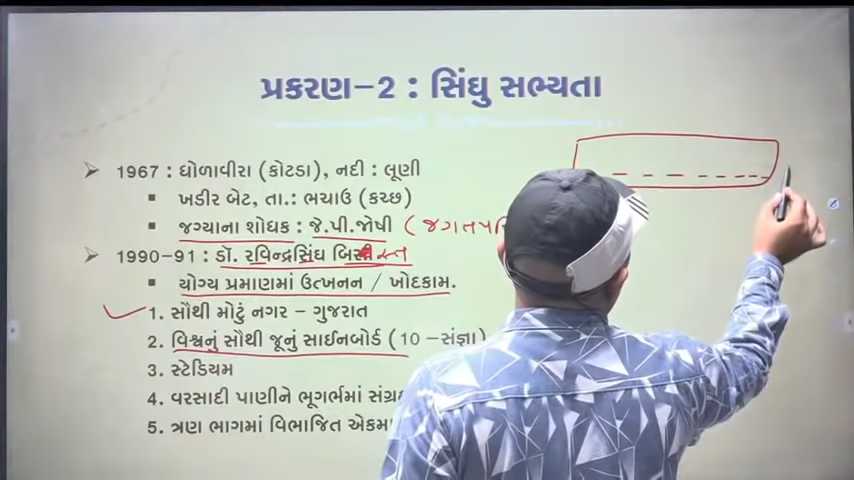 પ્રકરણ-2 : સિંધુ સભ્યતા
➢ 1967 : ધોળાવીરા (કોટડા), નદી : લૂણી
▪ ખડીર બેટ, તા.: ભચાઉ (કચ્છ)
▪ જગ્યાના શોધક : જે.પી.જોષી (જગતપતિ
➢ 1990-91 : ડૉ. રવિન્દ્રસિંઘ
▪ યોગ્ય પ્રમાણમાં ઉત્ખનન / ખોદકામ.
1. સૌથી મોટું નગર – ગુજરાત
2. વિશ્વનું સૌથી જૂનું સાઈનબોર્ડ (10 –સંજ્ઞા)
3. સ્ટેડિયમ
4. વરસાદી પાણીને ભૂગર્ભમાં
5. ત્રણ ભાગમાં વિભાજિત